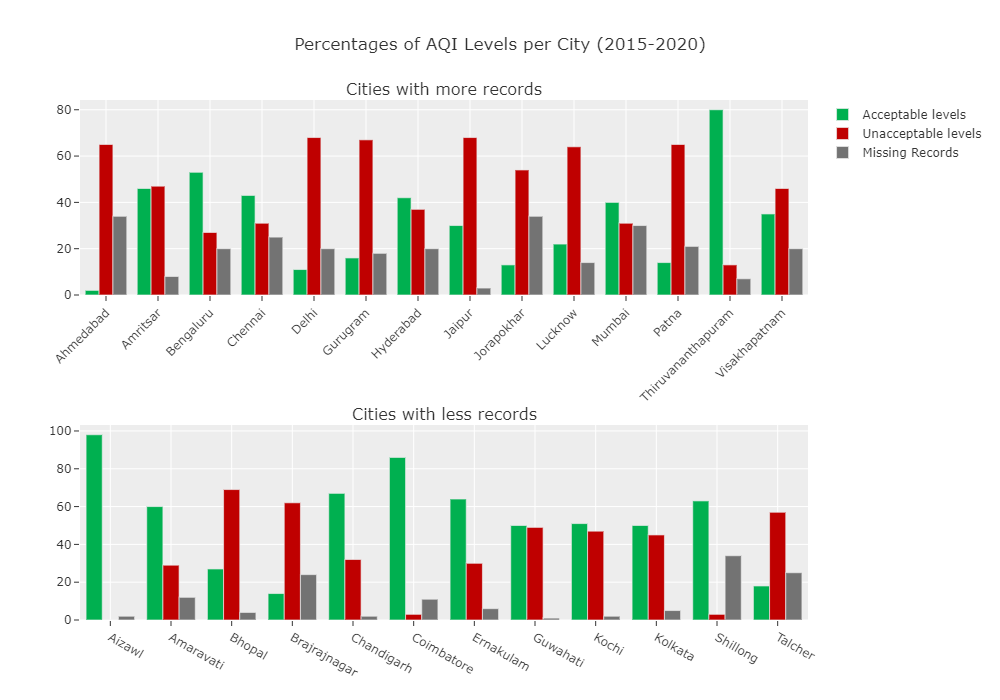 Percentages of AQI Levels per City (2015-2020)
Cities with more records
80
60
40
20
0
Ahmedabad
Amritsar
Bengaluru
Chennai
Delhi
Gurugram
Hyderabad
Jaipur
Jorapokhar
Lucknow
Mumbai
Patna
Thiruvananthapuram
Visakhapatnam
Acceptable levels
Unacceptable levels
Missing Records
Cities with less records
100
80
60
40
20
0
Aizawl
Amaravati
Bhopal
Brajrajnagar
Chandigarh
Coimbatore
Ernakulam
Guwahati
Kochi
Kolkata
Shillong
Talcher